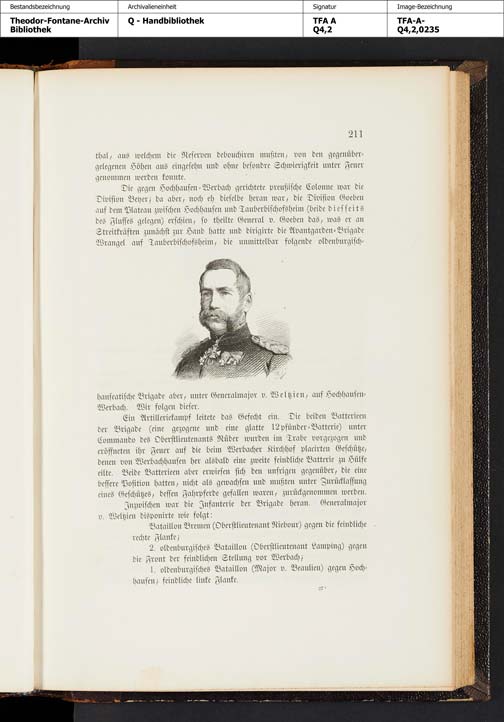 Bestandsbezeichnung Archivalieneinheit Signatur Image-Bezeichnung
Theodor-Fontane-Archiv Q - Handbibliothek TFA A TFA-A-
Bibliothek Q4,2 Q4,2,0235
211
thal, aus welchem die Reserven debouchiren mußten, von den gegenüber-
gelegenen Höhen aus eingesehn und ohne besondre Schwierigkeit unter Feuer
genommen werden konnte.
Die gegen Hochhausen-Werbach gerichtete preußische Colonne war die
Division Beyer; da aber, noch eh dieselbe heran war, die Division Goeben
auf dem Plateau zwischen Hochhausen und Tauberbischofsheim (beide diesseits
des Flusses gelegen) erschien, so theilte General v. Goeben das, was er an
Streitkräften zunächst zur Hand hatte und dirigirte die Avantgarden-Brigade
Wrangel auf Tauberbischofsheim, die unmittelbar folgende oldenburgisch-
hanseatische Brigade aber, unter Generalmajor v. Weltzien, auf Hochhausen-
Werbach. Wir folgen dieser.
Ein Artilleriekampf leitete das Gefecht ein. Die beiden Batterieen
der Brigade (eine gezogene und eine glatte 12pfünder-Batterie) unter
Commando des Oberstlieutenants Rüder wurden im Trabe vorgezogen und
eröffneten ihr Feuer auf die beim Werbacher Kirchhof placirten Geschütze,
denen von Werbachhausen her alsbald eine zweite feindliche Batterie zu Hülfe
eilte. Beide Batterieen aber erwiesen sich den unsrigen gegenüber, die eine
bessere Position hatten, nicht als gewachsen und mußten unter Zurücklassung
eines Geschützes, dessen Fahrpferde gefallen waren, zurückgenommen werden.
Inzwischen war die Infanterie der Brigade heran. Generalmajor
v. Weltzien disponirte wie folgt:
Bataillon Bremen (Oberstlieutenant Niebour) gegen die feindliche
rechte Flanke;
2. oldenburgisches Bataillon (Oberstlieutenant Lamping) gegen
die Front der feindlichen Stellung vor Werbach;
1. oldenburgisches Bataillon (Major v. Beaulieu) gegen Hoch-
hausen, feindliche linke Flanke.